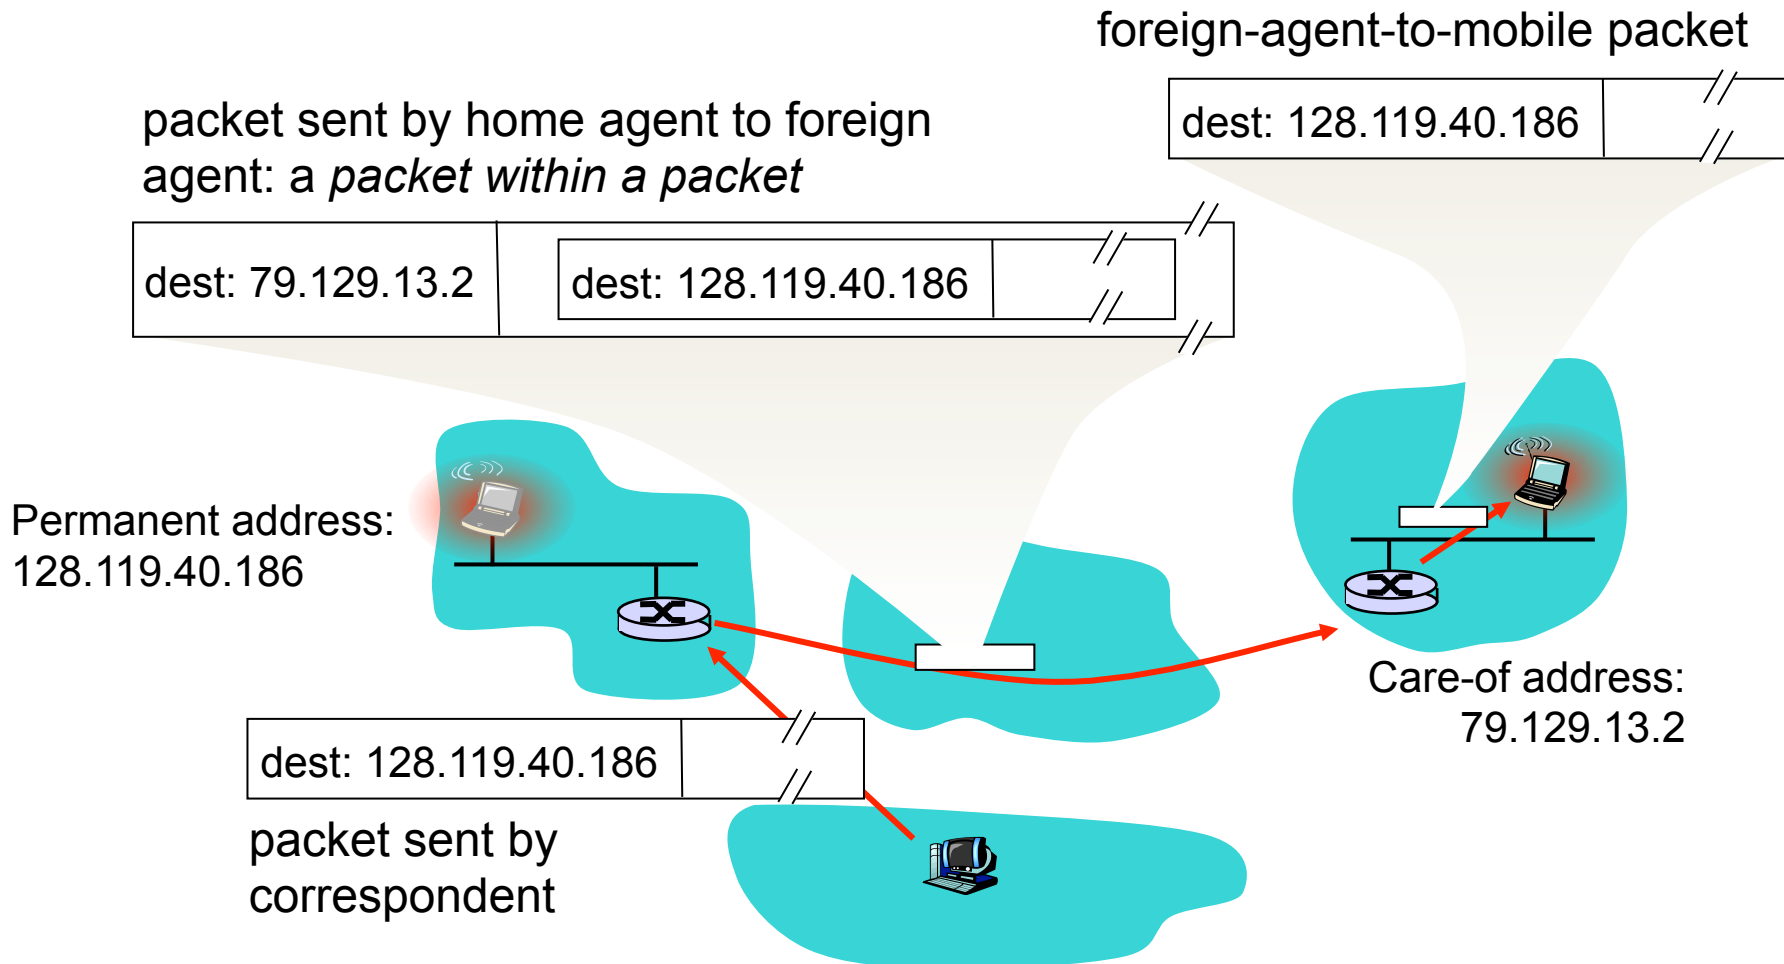 foreign-agent-to-mobile packet
dest: 128.119.40.186
packet sent by home agent to foreign
agent: a packet within a packet
dest: 79.129.13.2
dest: 128.119.40.186
Permanent address:
128.119.40.186
Care-of address:
79.129.13.2
dest: 128.119.40.186
packet sent by
correspondent